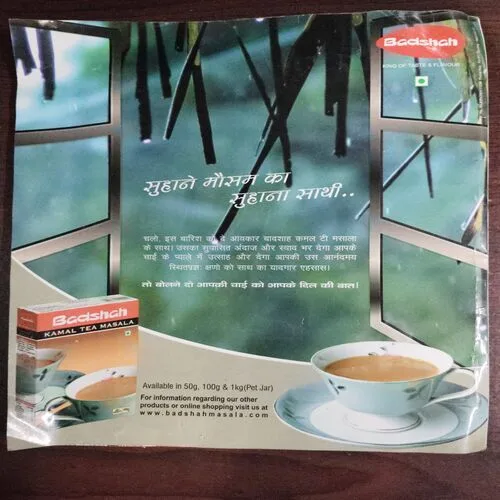 Badshah
KING OF TASTE & FLAVOUR
सुहाने मौसम का
सुहाना साथी..
चलो, इस बारिश को दे आवकार बादशाह कमल टी मसाला
के साथ। उसका सुवासित अंदाज और स्वाद भर देगा आपके
चाई के प्याले में उत्साह और देगा आपकी उस आनंदमय
स्थितप्रज्ञः क्षणो को साथ का यादगार एहसास।
तो बोलने दो आपकी चाई को आपके दिल की बात!
Badshah
KAMAL TEA MASALA
Available in 50g, 100g & 1kg(Pet Jar)
For information regarding our other
products or online shopping visit us at
www.badshahmasala.com